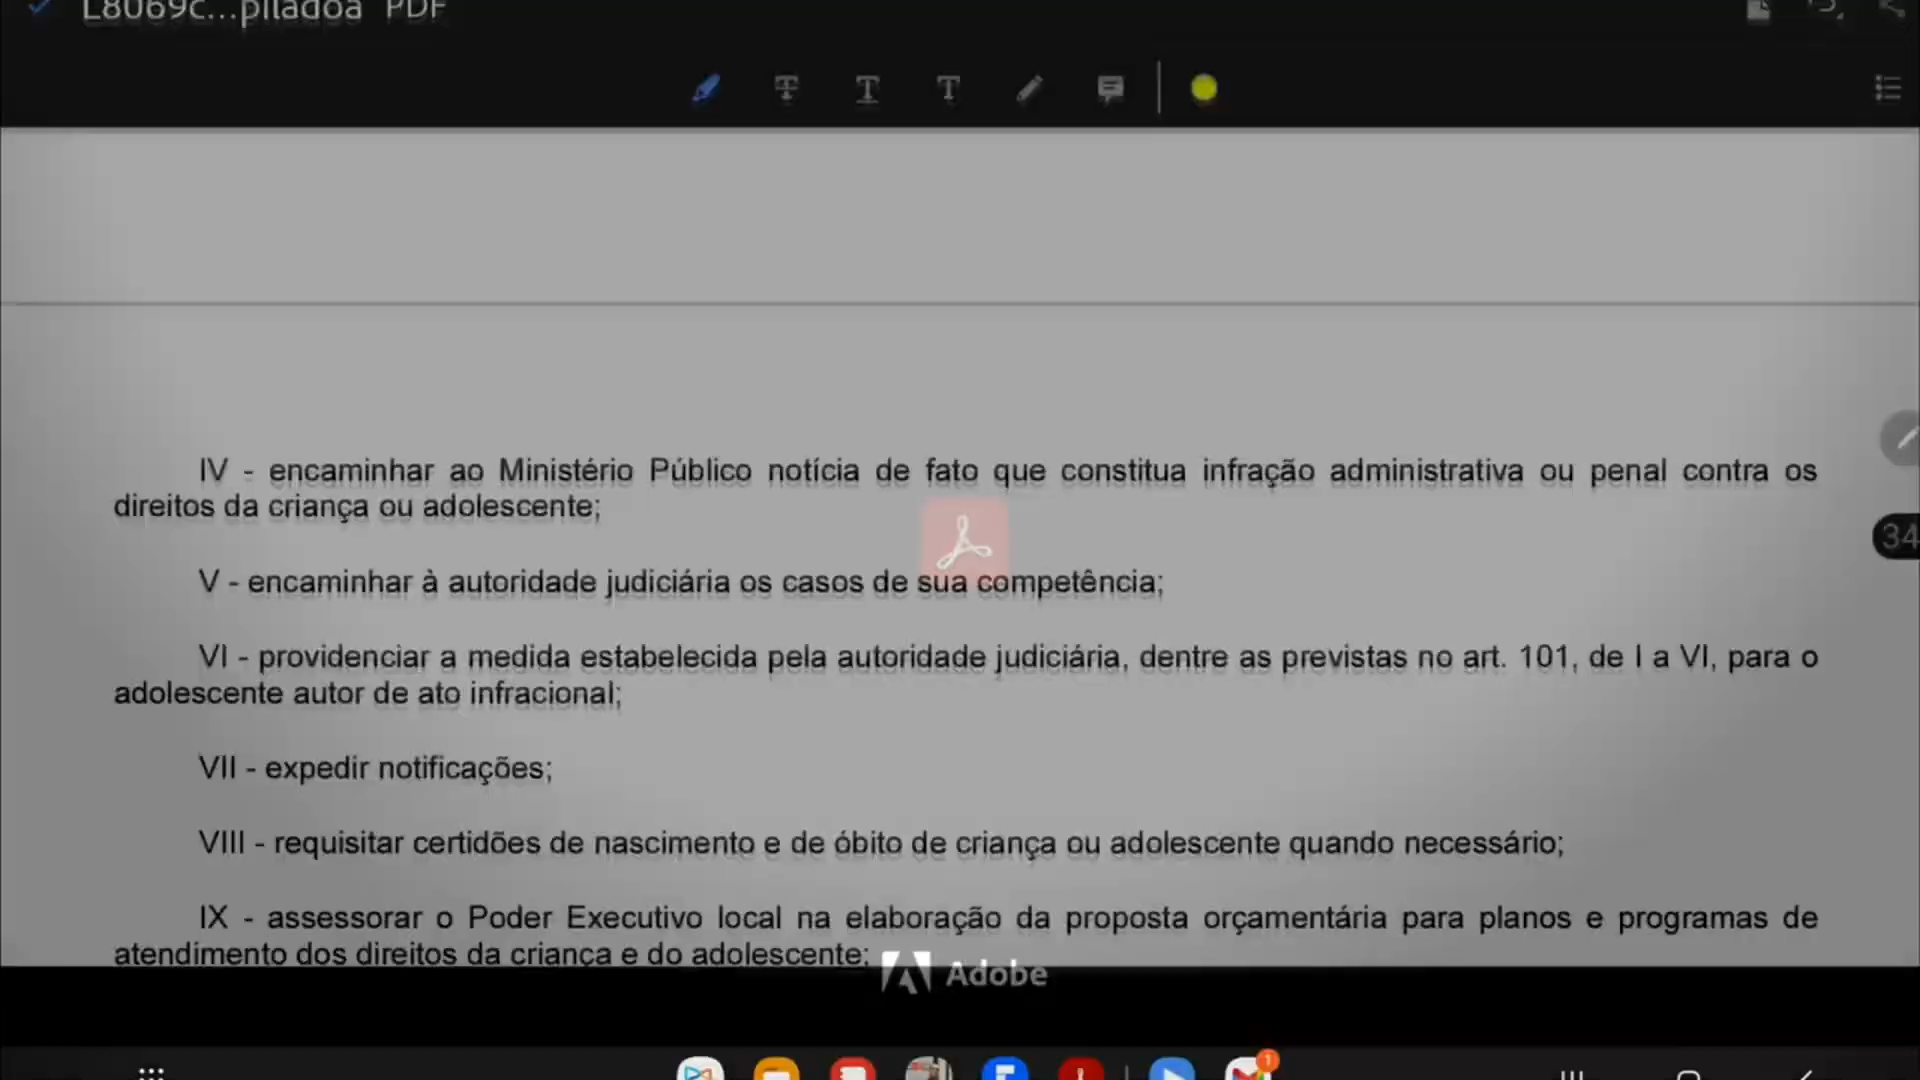 L8069c...piladoa PDF
IV - encaminhar ao Ministério Público notícia de fato que constitua infração administrativa ou penal contra os
direitos da criança ou adolescente;
34
V - encaminhar à autoridade judiciária os casos de sua competência;
VI - providenciar a medida estabelecida pela autoridade judiciária, dentre as previstas no art. 101, de I a VI, para o
adolescente autor de ato infracional;
VII - expedir notificações;
VIII - requisitar certidões de nascimento e de óbito de criança ou adolescente quando necessário;
IX - assessorar o Poder Executivo local na elaboração da proposta orçamentária para planos e programas de
atendimento dos direitos da criança e do adolescente;
Adobe
1